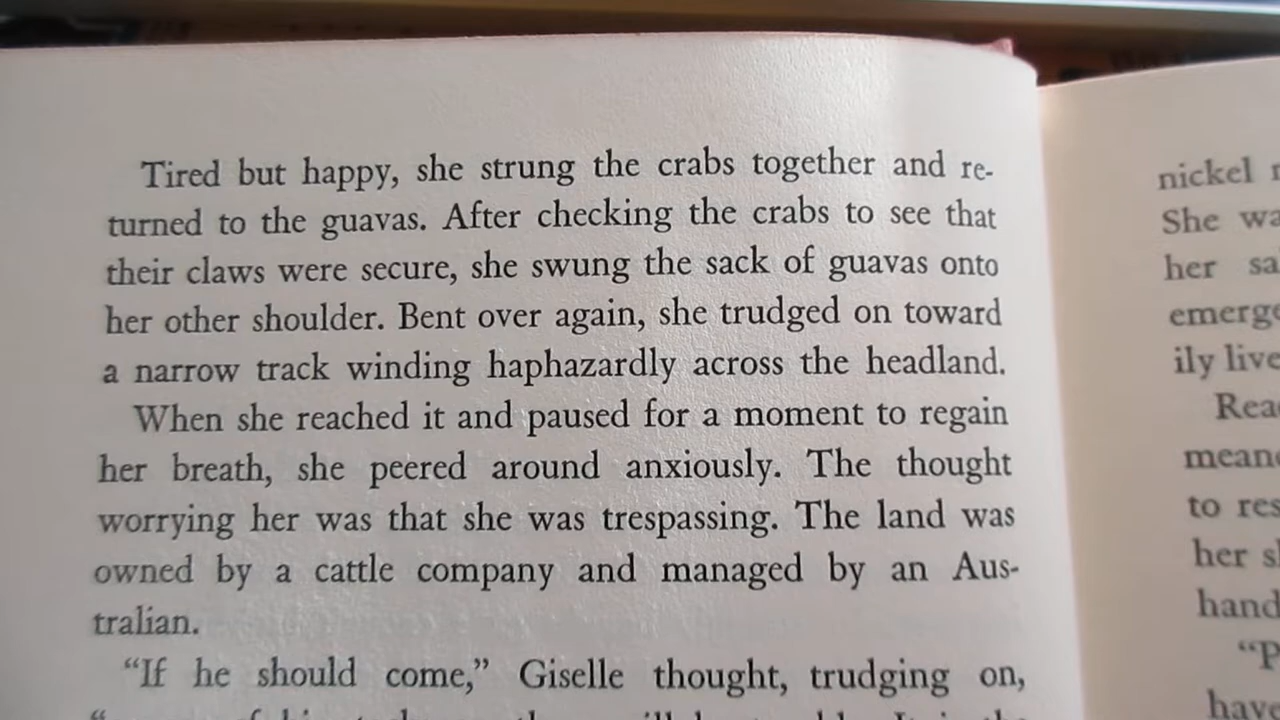 Tired but happy, she strung the crabs together and re-
turned to the guavas. After checking the crabs to see that
their claws were secure, she swung the sack of guavas onto
her other shoulder. Bent over again, she trudged on toward
a narrow track winding haphazardly across the headland.
When she reached it and paused for a moment to regain
her breath, she peered around anxiously. The thought
worrying her was that she was trespassing. The land was
owned by a cattle company and managed by an Aus-
tralian.
“If he should come,” Giselle thought, trudging on,
nickel
She
her
ily live
to
her
hand
have